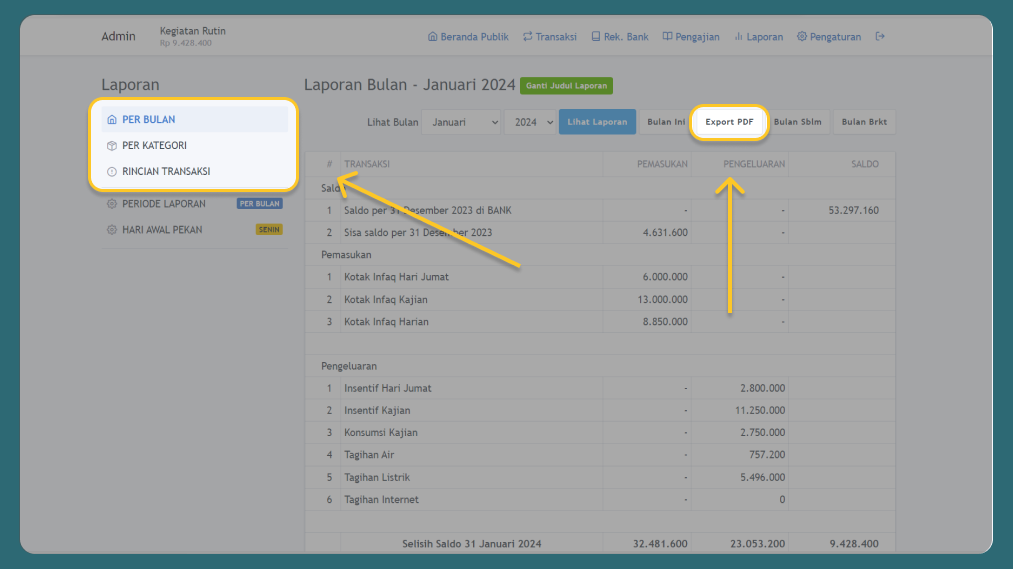 Admin
Kegiatan Rutin
Rp 9.428.400
Beranda Publik Transaksi Rek. Bank Pengajian Laporan Pengaturan
Laporan
PER BULAN
PER KATEGORI
RINCIAN TRANSAKSI
PERIODE LAPORAN PER BULAN
HARI AWAL PEKAN SENIN
Laporan Bulan - Januari 2024 Ganti Judul Laporan
Lihat Bulan Januari 2024 Lihat Laporan Bulan Ini Export PDF Bulan Sblm Bulan Brkt
# TRANSAKSI PEMASUKAN PENGELUARAN SALDO
Saldo
1 Saldo per 31 Desember 2023 di BANK - - 53.297.160
2 Sisa saldo per 31 Desember 2023 4.631.600 -
Pemasukan
1 Kotak Infaq Hari Jumat 6.000.000 -
2 Kotak Infaq Kajian 13.000.000 -
3 Kotak Infaq Harian 8.850.000 -
Pengeluaran
1 Insentif Hari Jumat - 2.800.000
2 Insentif Kajian - 11.250.000
3 Konsumsi Kajian - 2.750.000
4 Tagihan Air - 757.200
5 Tagihan Listrik - 5.496.000
6 Tagihan Internet - 0
Selisih Saldo 31 Januari 2024 32.481.600 23.053.200 9.428.400